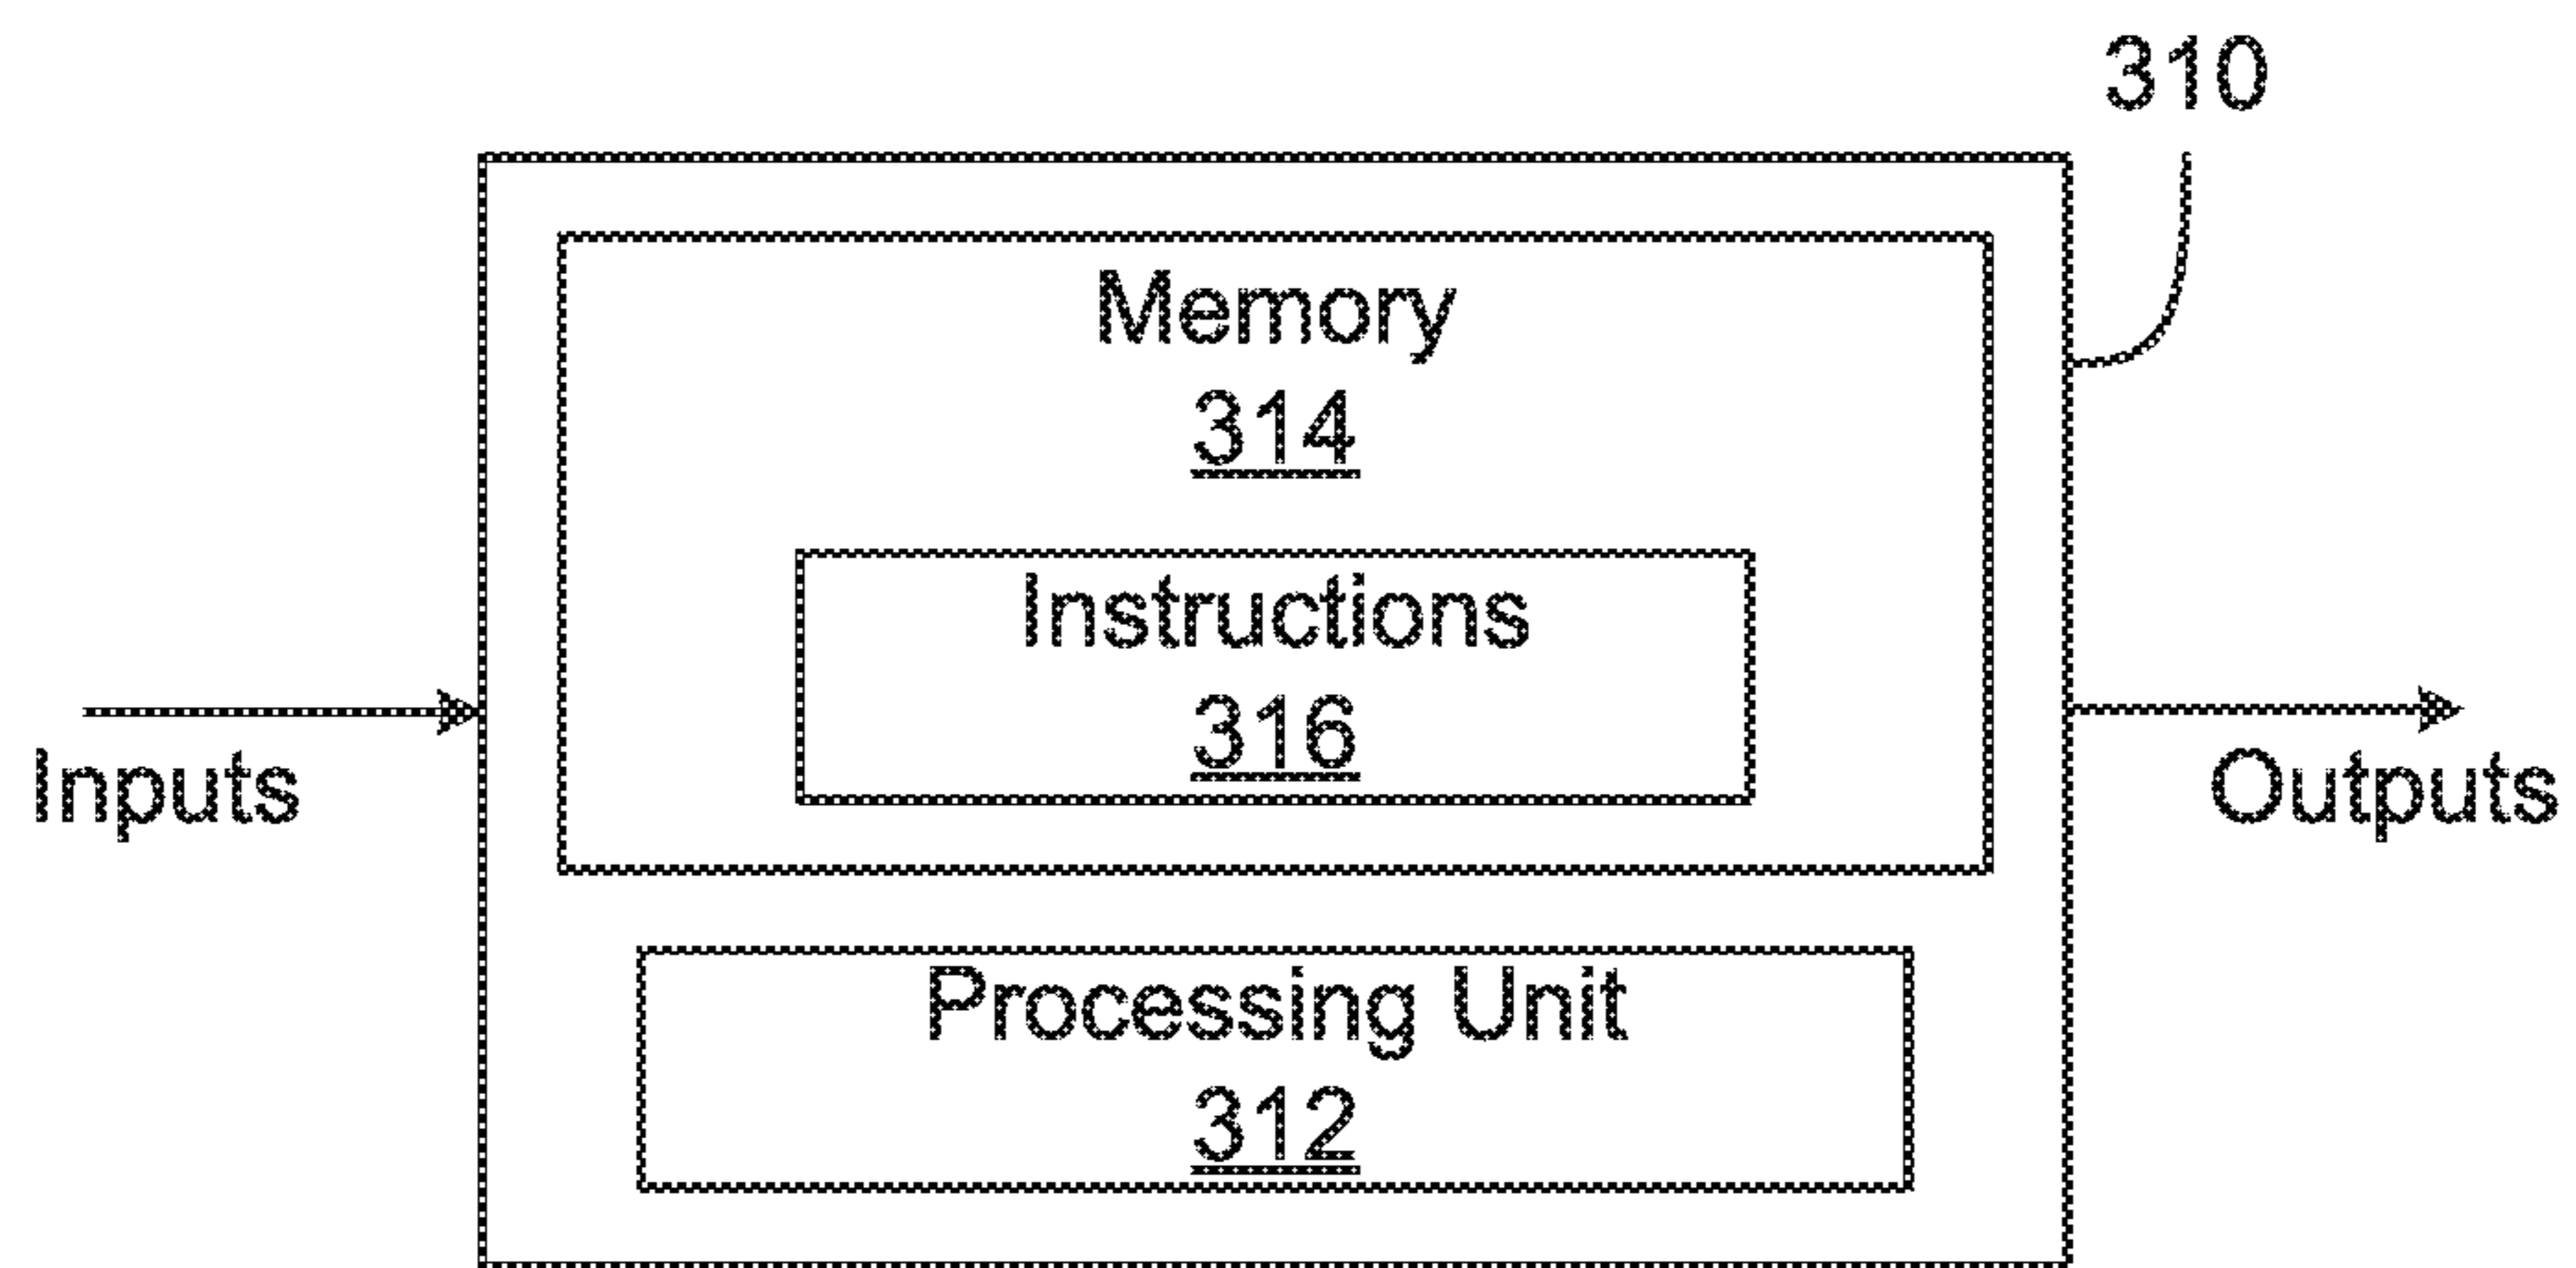 310
Memory
314
Instructions
316
Inputs
Outputs
Processing Unit
312